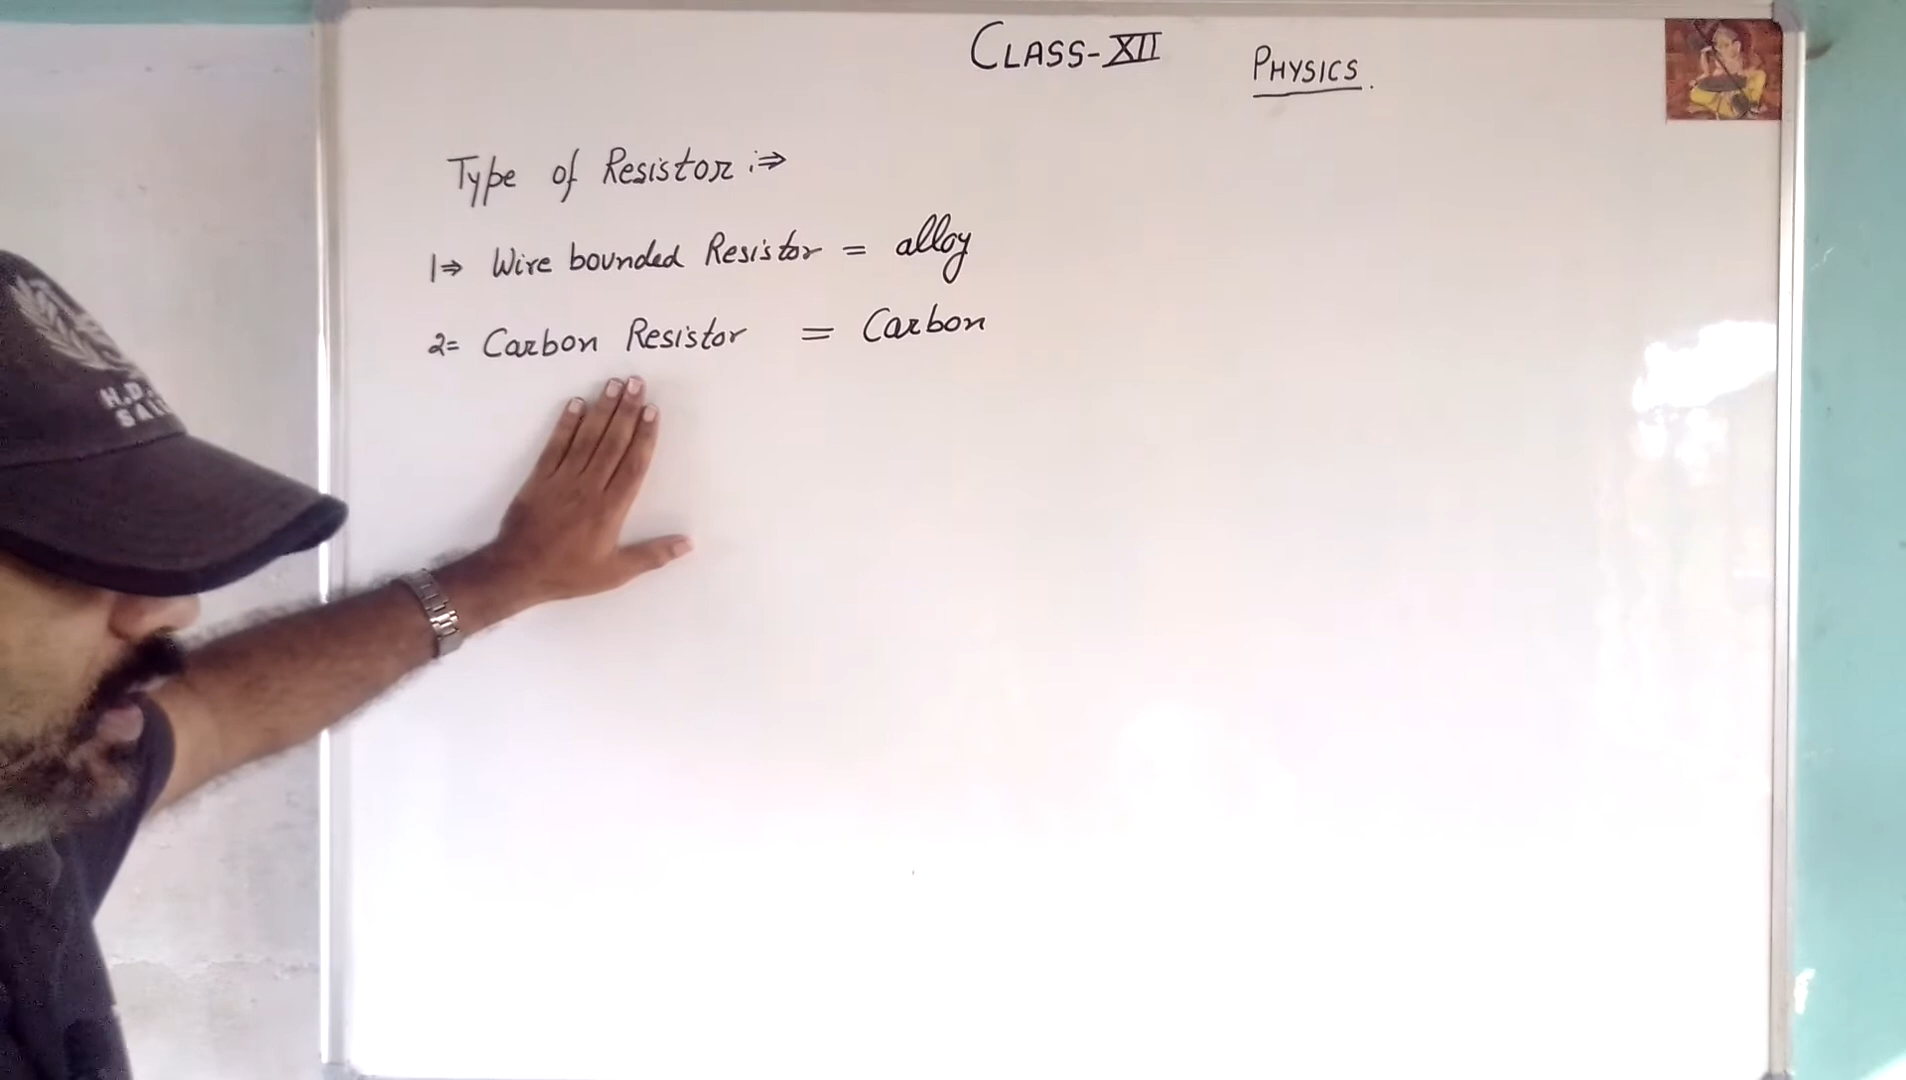 CLASS-XII PHYSICS.
Type of Resistor :⇒
1⇒ Wire bounded Resistor = alloy
2= Carbon Resistor = Carbon